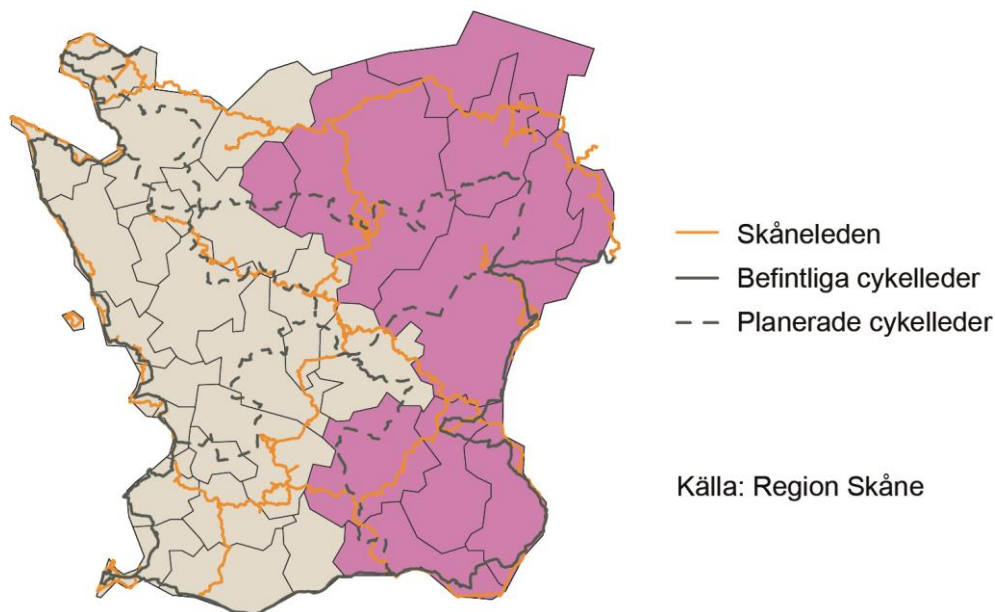 Skåneleden
Befintliga cykelleder
Planerade cykelleder
Källa: Region Skåne